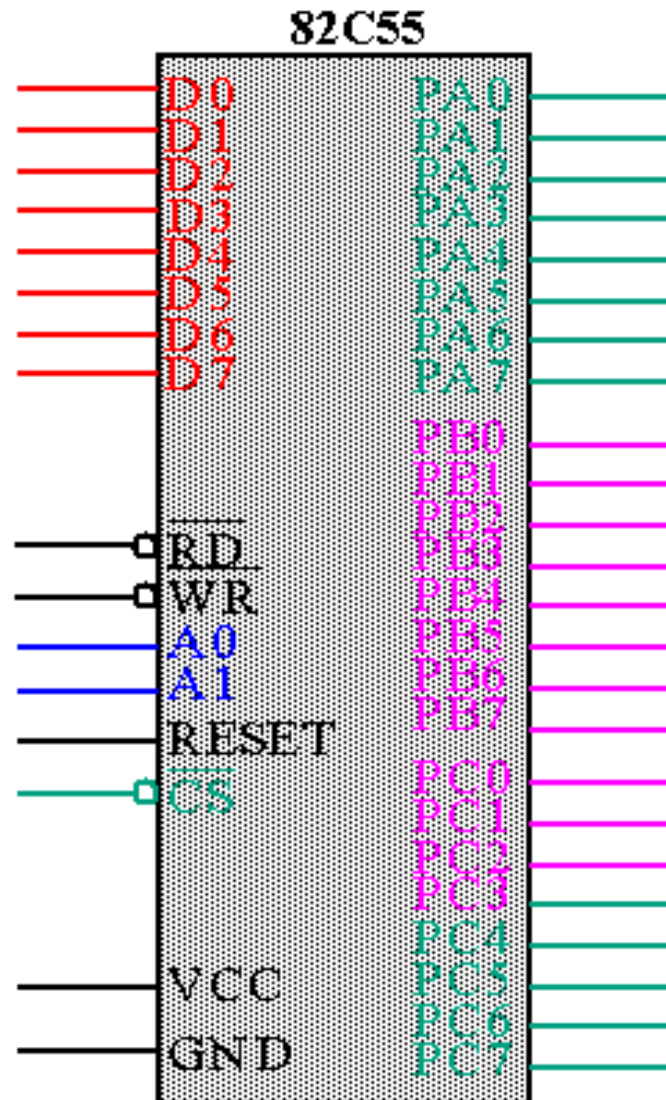 82C55
D0
D1
D2
D3
D4
D5
D6
D7
RD
WR
A0
A1
RESET
CS
VCC
GND
PA0
PA1
PA2
PA3
PA4
PA5
PA6
PA7
PB0
PB1
PB2
PB3
PB4
PB5
PB6
PB7
PC0
PC1
PC2
PC3
PC4
PC5
PC6
PC7